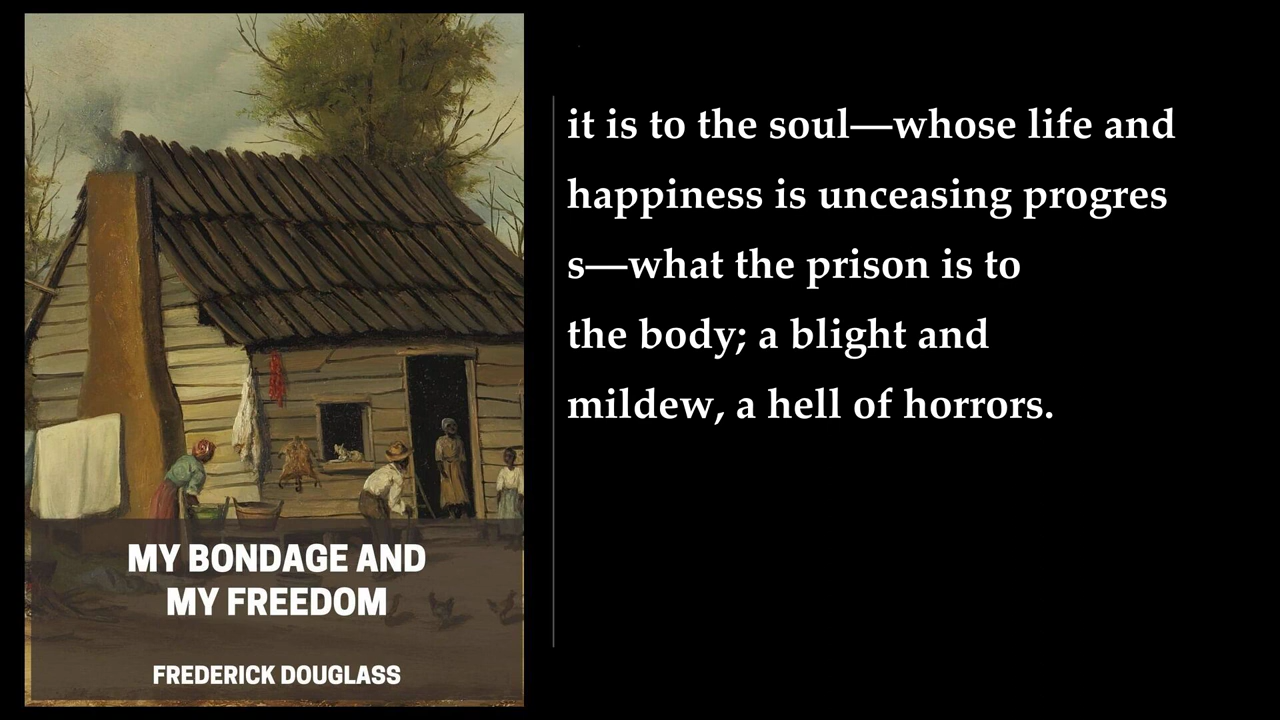 it is to the soul—whose life and
happiness is unceasing progres
s—what the prison is to
the body; a blight and
mildew, a hell of horrors.
MY BONDAGE AND
MY FREEDOM
FREDERICK DOUGLASS